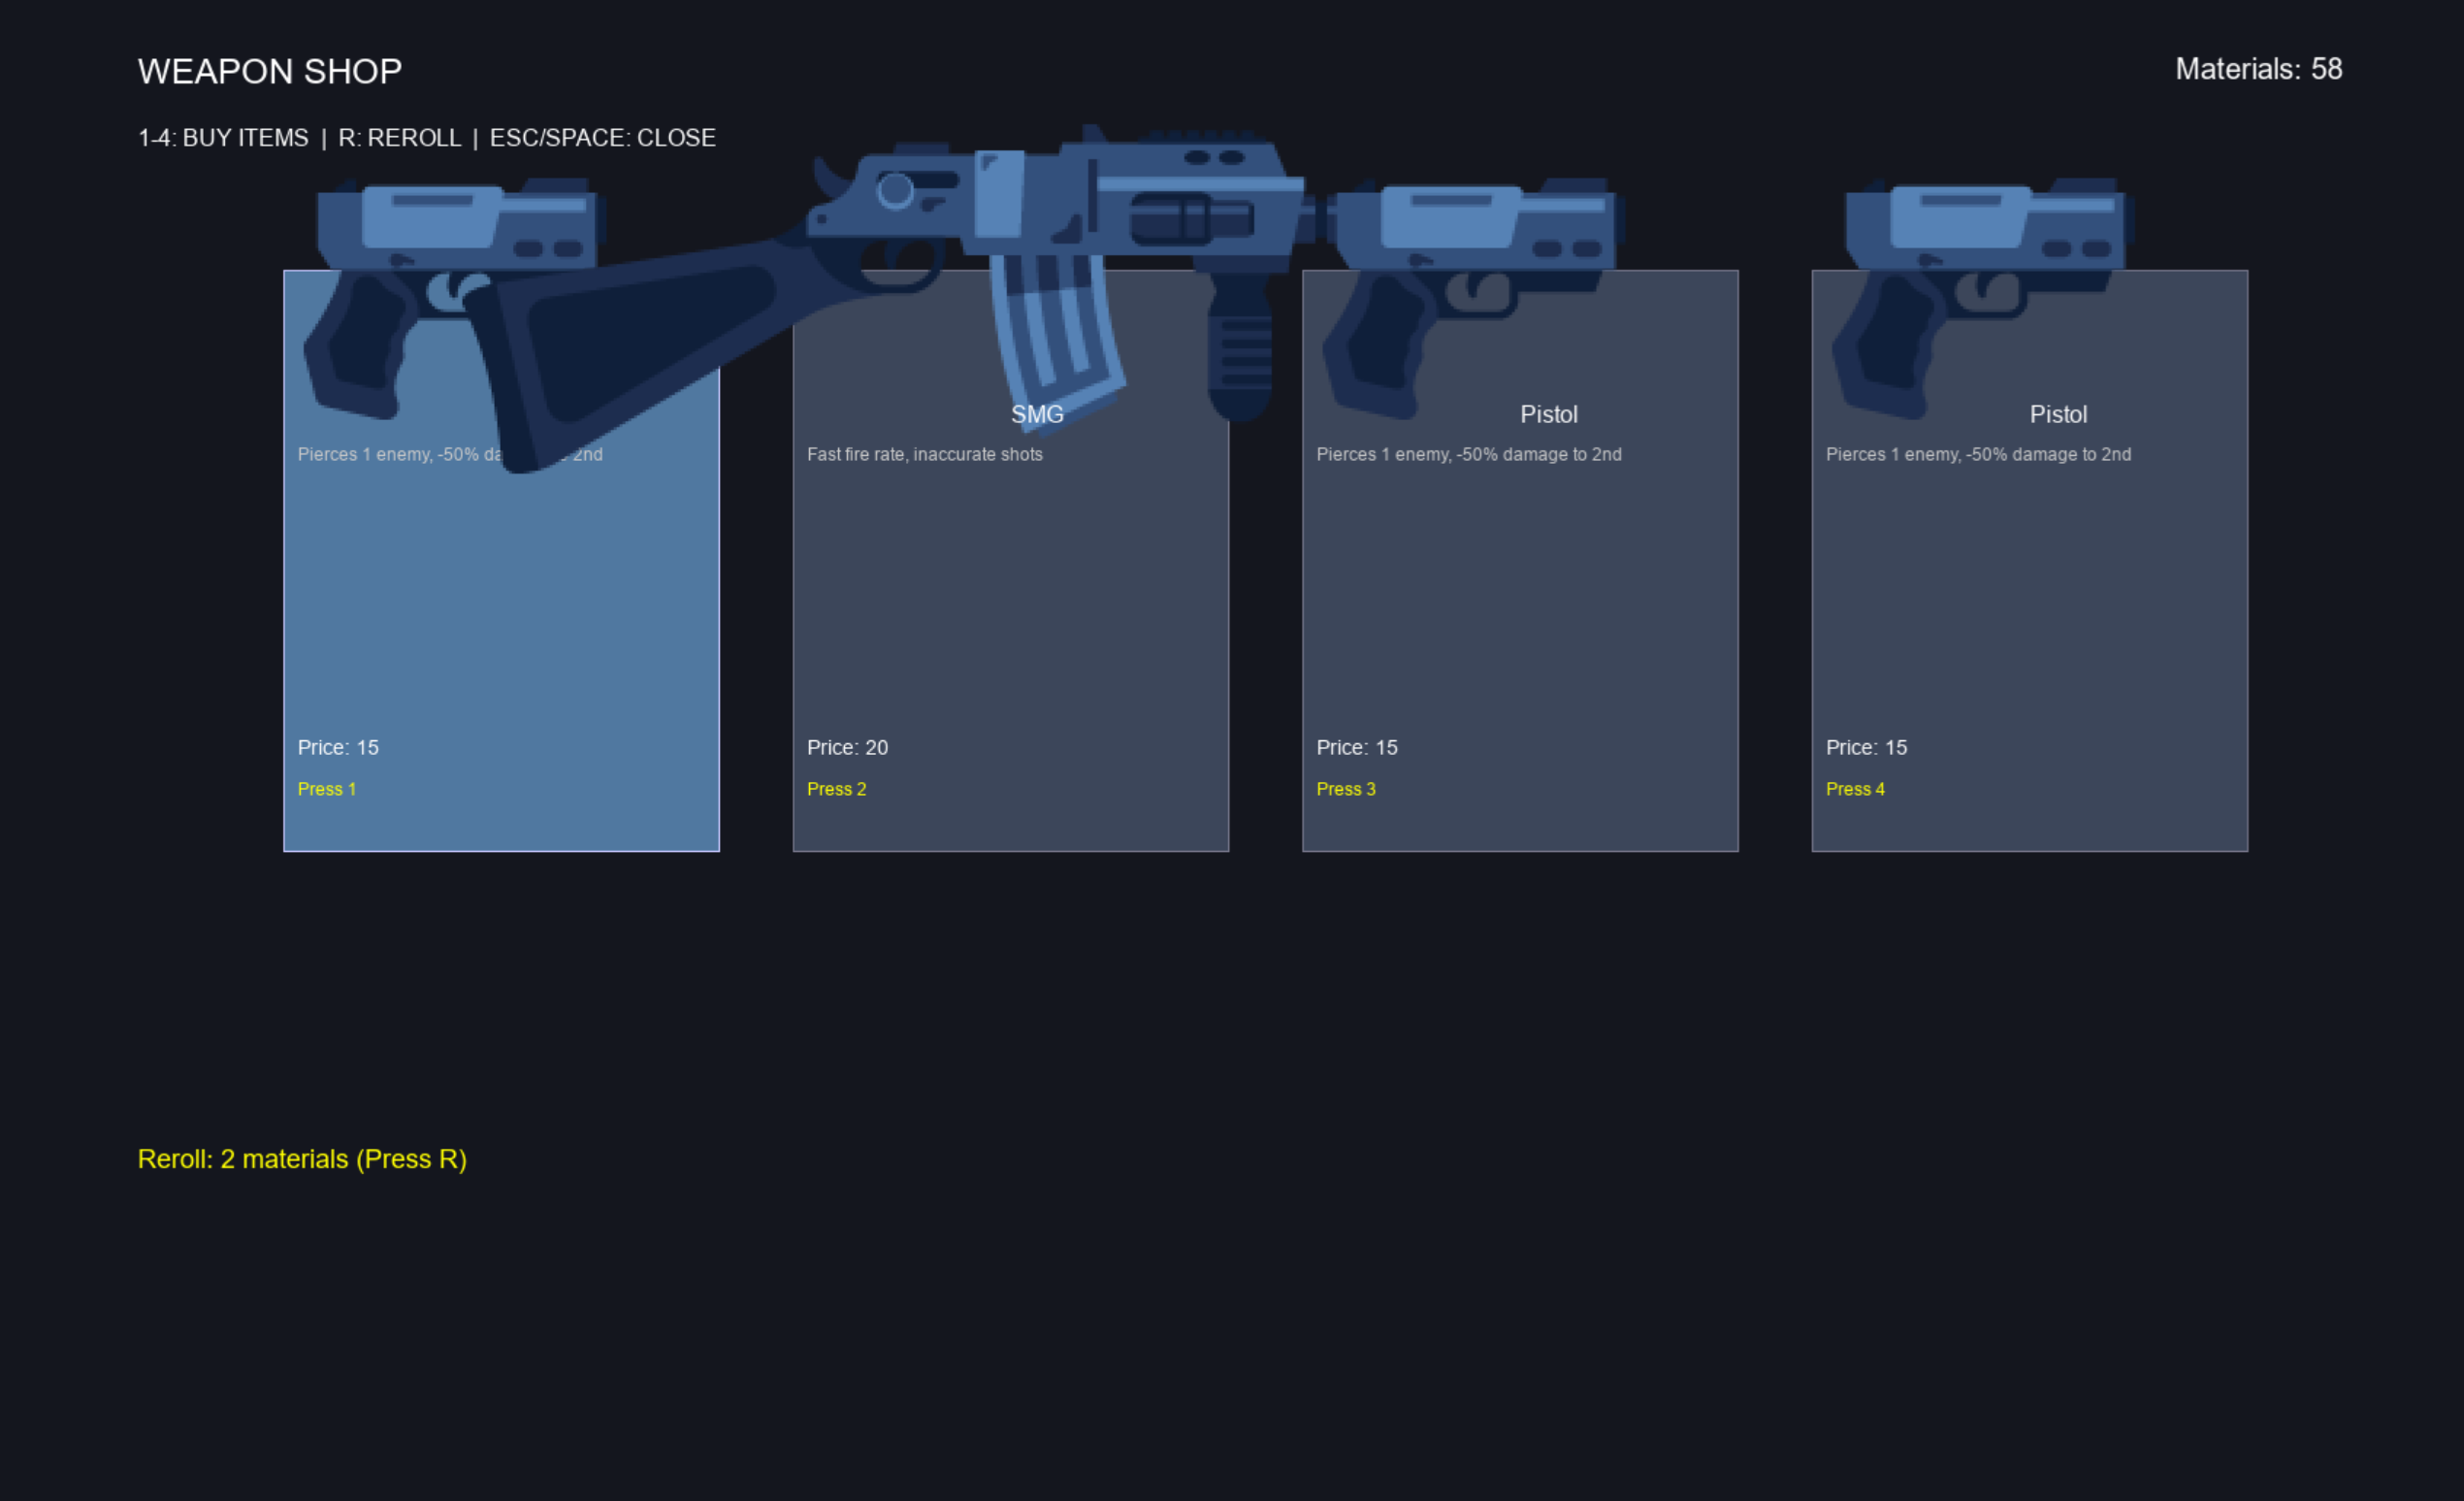 WEAPON SHOP
Materials: 58
1-4: BUY ITEMS | R: REROLL | ESC/SPACE: CLOSE
SMG
Pistol
Pistol
Pierces 1 enemy, -50% 2nd
Fast fire rate, inaccurate shots
Pierces 1 enemy, -50% damage to 2nd
Pierces 1 enemy, -50% damage to 2nd
Price: 15
Price: 20
Price: 15
Price: 15
Press 1
Press 2
Press 3
Press 4
Reroll: 2 materials (Press R)